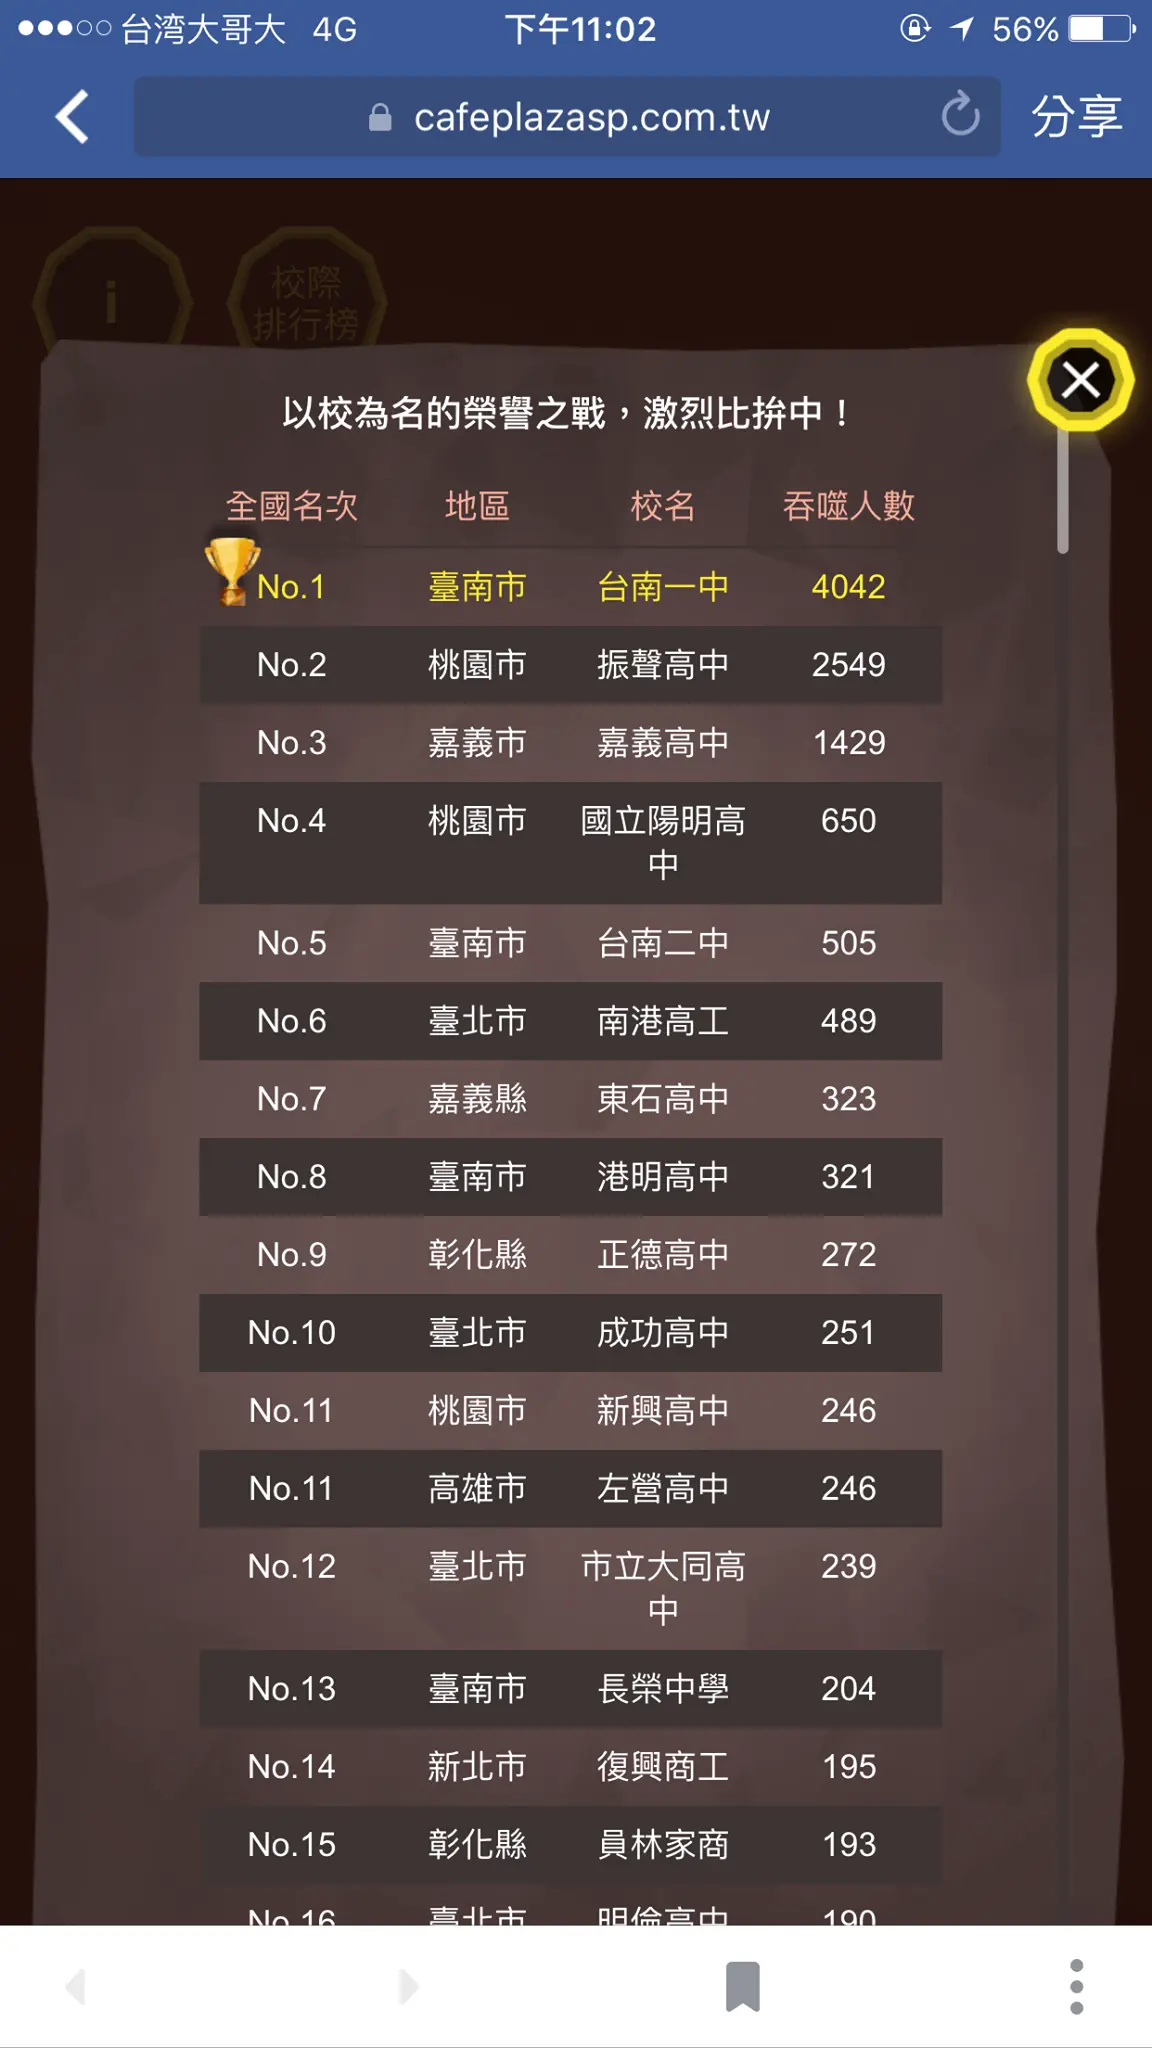 台湾大哥大 4G 下午11:02 56%
cafeplazasp.com.tw 分享
i 校際
排行榜
以校為名的榮譽之戰，激烈比拚中！
全國名次 地區 校名 吞噬人數
No.1 臺南市 台南一中 4042
No.2 桃園市 振聲高中 2549
No.3 嘉義市 嘉義高中 1429
No.4 桃園市 國立陽明高 650
中
No.5 臺南市 台南二中 505
No.6 臺北市 南港高工 489
No.7 嘉義縣 東石高中 323
No.8 臺南市 港明高中 321
No.9 彰化縣 正德高中 272
No.10 臺北市 成功高中 251
No.11 桃園市 新興高中 246
No.11 高雄市 左營高中 246
No.12 臺北市 市立大同高 239
中
No.13 臺南市 長榮中學 204
No.14 新北市 復興商工 195
No.15 彰化縣 員林家商 193
No.16 臺北市 明倫高中 190